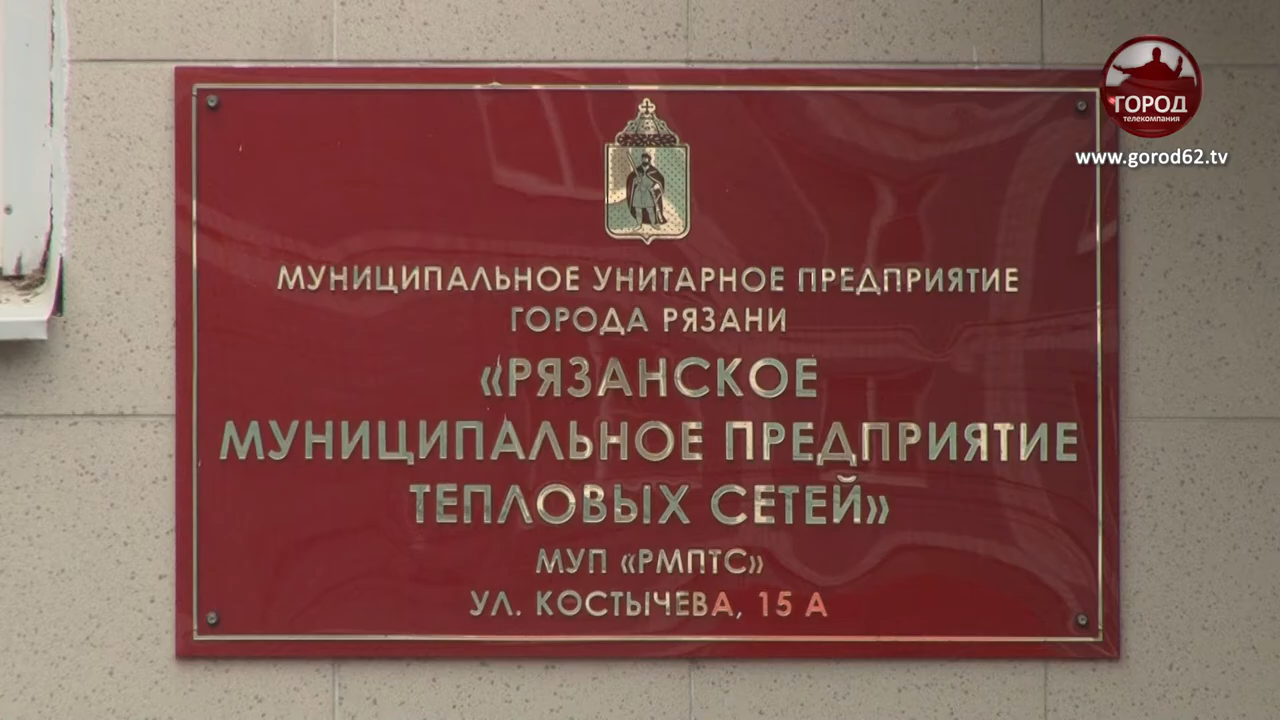 ГОРОД
телекомпания
www.gorod62.tv
МУНИЦИПАЛЬНОЕ УНИТАРНОЕ ПРЕДПРИЯТИЕ
ГОРОДА РЯЗАНИ
«РЯЗАНСКОЕ
МУНИЦИПАЛЬНОЕ ПРЕДПРИЯТИЕ
ТЕПЛОВЫХ СЕТЕЙ»
МУП «РМПТС»
УЛ. КОСТЫЧЕВА, 15 А